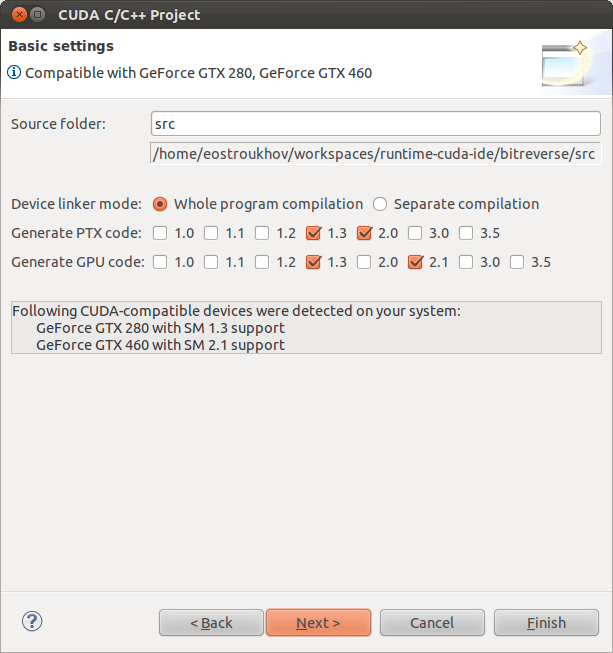 CUDA C/C++ Project
Basic settings
Compatible with GeForce GTX 280, GeForce GTX 460
Source folder: src
/home/eostroukhov/workspaces/runtime-cuda-ide/bitreverse/src
Device linker mode: Whole program compilation Separate compilation
Generate PTX code: 1.0 1.1 1.2 1.3 2.0 3.0 3.5
Generate GPU code: 1.0 1.1 1.2 1.3 2.0 2.1 3.0 3.5
Following CUDA-compatible devices were detected on your system:
GeForce GTX 280 with SM 1.3 support
GeForce GTX 460 with SM 2.1 support
? < Back Next > Cancel Finish